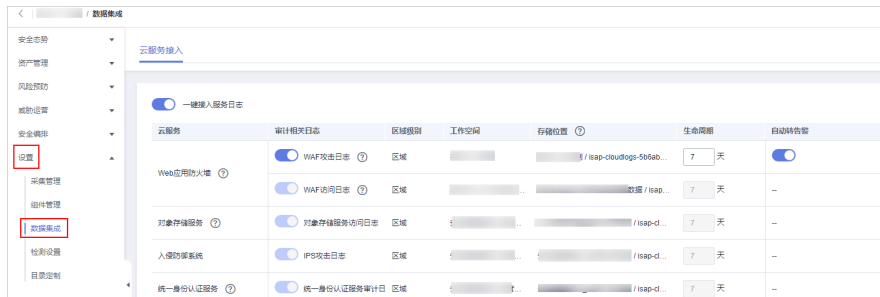 / 数据集成
安全态势
资产管理
风险预防
威胁运营
安全编排
设置
采集管理
组件管理
数据集成
检测设置
目录定制
云服务接入
一键接入服务日志
云服务 审计相关日志 区域级别 工作空间 存储位置 生命周期 自动转告警
Web应用防火墙
WAF攻击日志 区域 / isap-cloudlogs-5b6ab... 7 天
WAF访问日志 区域 ... 数据 / isap... 7 天 --
对象存储服务 对象存储服务访问日志 区域 ... / isap-cl... 7 天 --
入侵防御系统 IPS攻击日志 区域 ... / isap-cl... 7 天 --
统一身份认证服务 统一身份认证服务审计日 区域 ... / isap-cl... 7 天 --